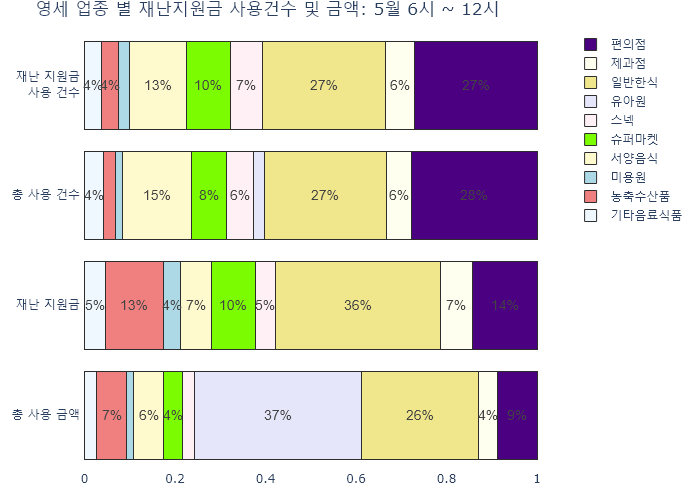 영세 업종 별 재난지원금 사용건수 및 금액: 5월 6시 ~ 12시
재난 지원금
사용 건수
4%
4%
13%
10%
7%
27%
6%
27%
총 사용 건수
4%
15%
8%
6%
27%
6%
28%
재난 지원금
5%
13%
4%
7%
10%
5%
36%
7%
14%
총 사용 금액
7%
6%
4%
37%
26%
4%
9%
0
0.2
0.4
0.6
0.8
1
편의점
제과점
일반한식
유아원
스넥
슈퍼마켓
서양음식
미용원
농축수산품
기타음료식품